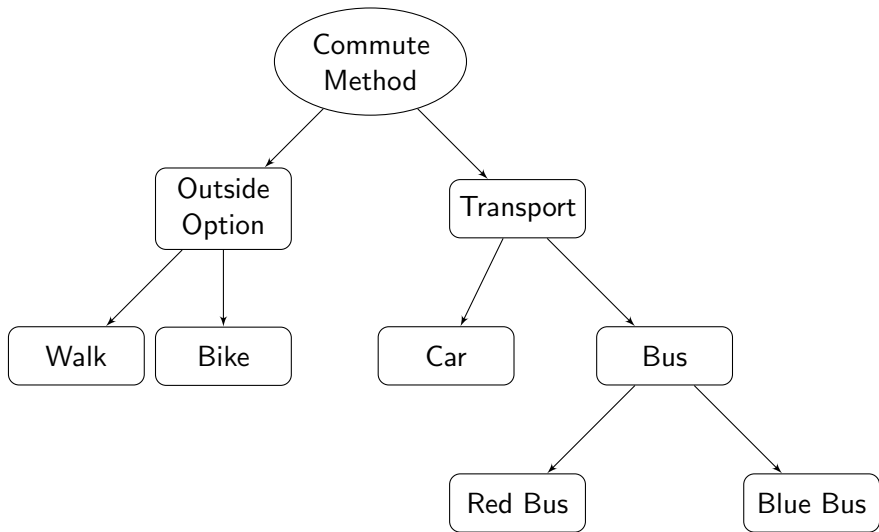 Commute
Method
Outside
Option
Transport
Walk
Bike
Car
Bus
Red Bus
Blue Bus